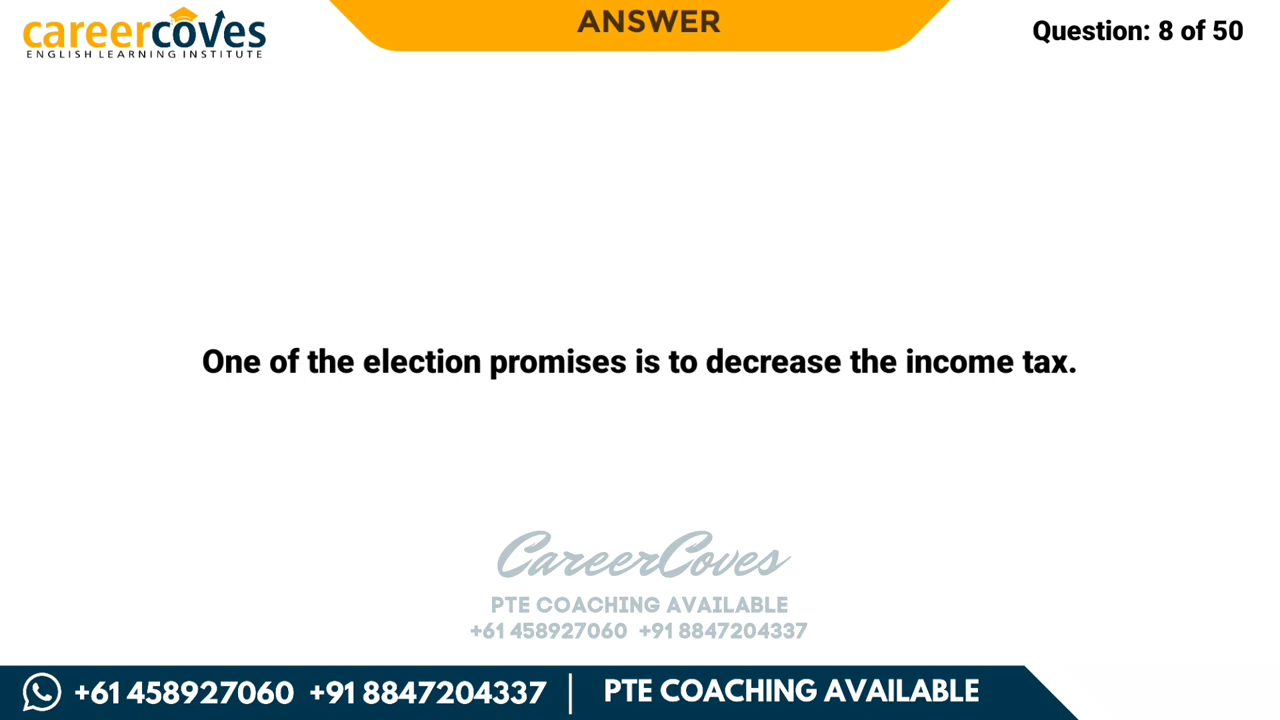 careercoves
ENGLISH LEARNING INSTITUTE
ANSWER
Question: 8 of 50
One of the election promises is to decrease the income tax.
CareerCoves
PTE COACHING AVAILABLE
+61 458927060 +91 8847204337
+61 458927060 +91 8847204337 | PTE COACHING AVAILABLE